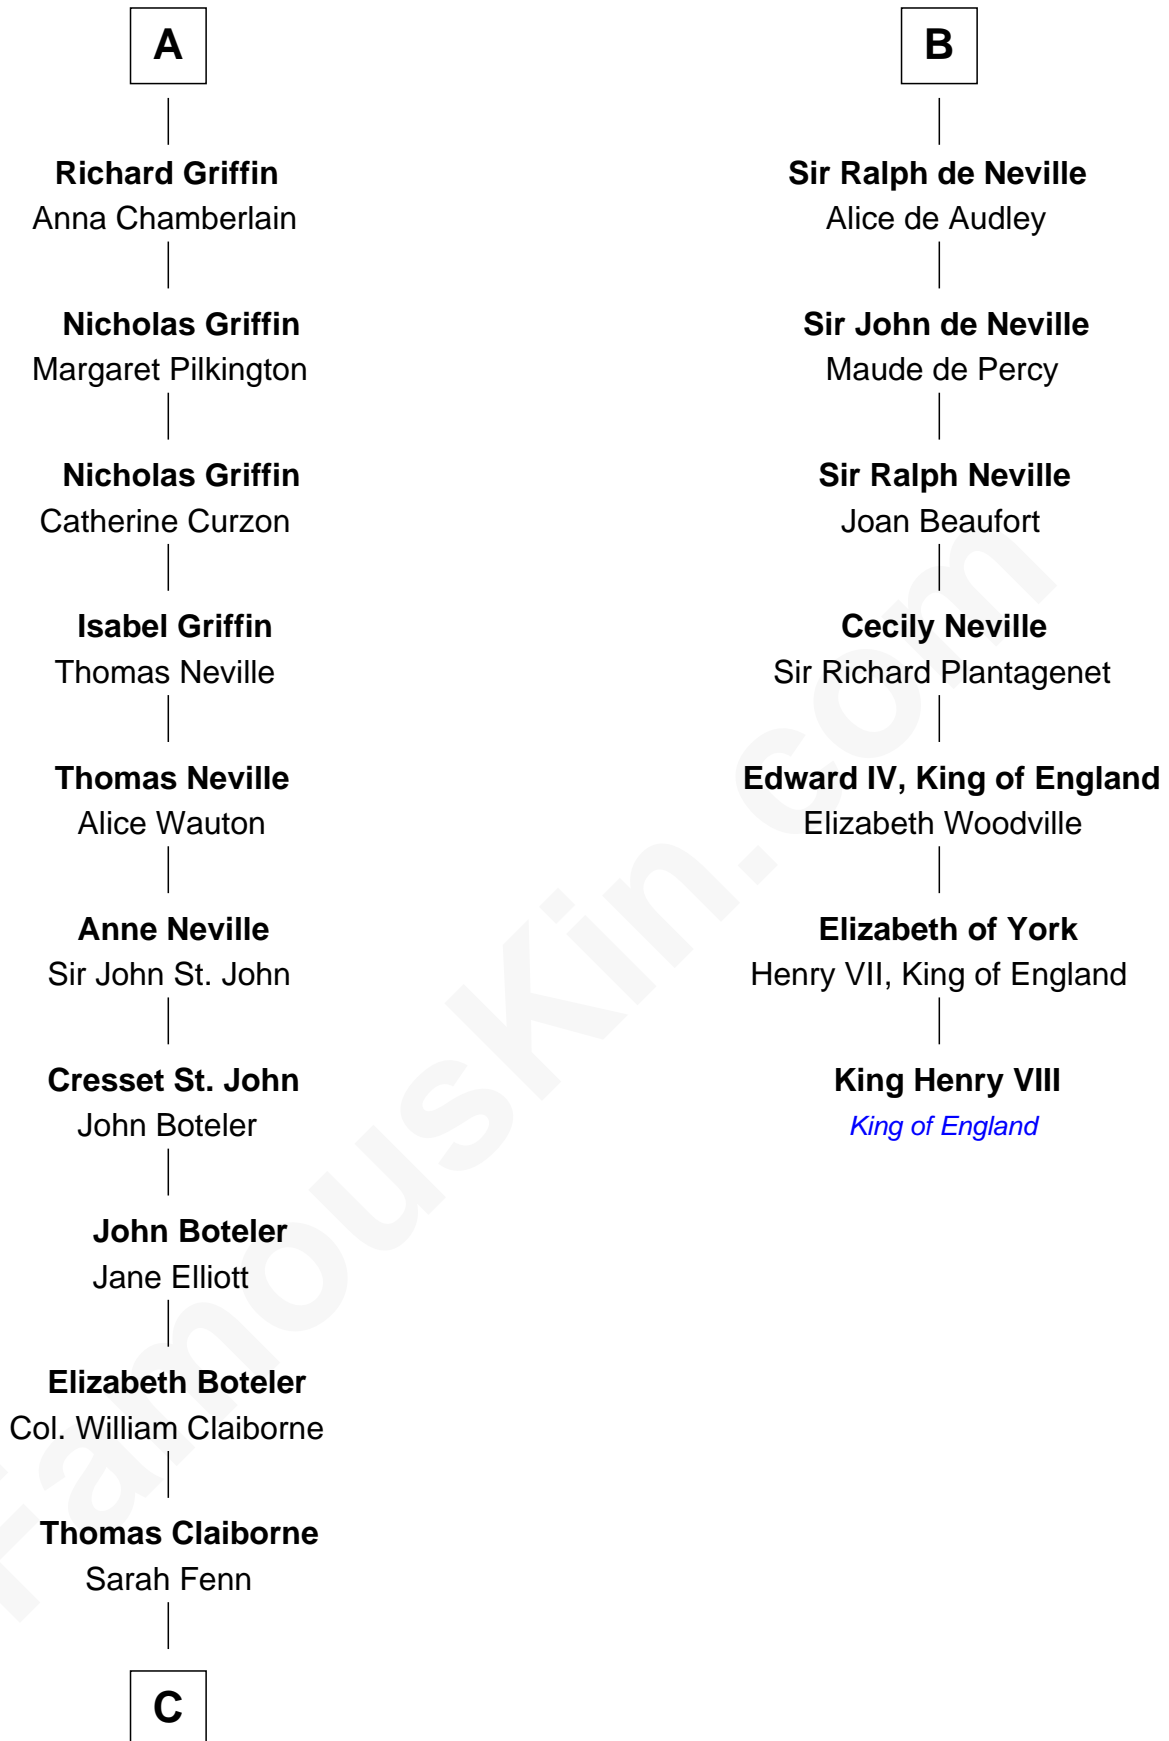 A
Richard Griffin
Anna Chamberlain
Nicholas Griffin
Margaret Pilkington
Nicholas Griffin
Catherine Curzon
Isabel Griffin
Thomas Neville
Thomas Neville
Alice Wauton
Anne Neville
Sir John St. John
Cresset St. John
John Boteler
John Boteler
Jane Elliott
Elizabeth Boteler
Col. William Claiborne
Thomas Claiborne
Sarah Fenn
C
B
Sir Ralph de Neville
Alice de Audley
Sir John de Neville
Maude de Percy
Sir Ralph Neville
Joan Beaufort
Cecily Neville
Sir Richard Plantagenet
Edward IV, King of England
Elizabeth Woodville
Elizabeth of York
Henry VII, King of England
King Henry VIII
King of England
FamousKin.com